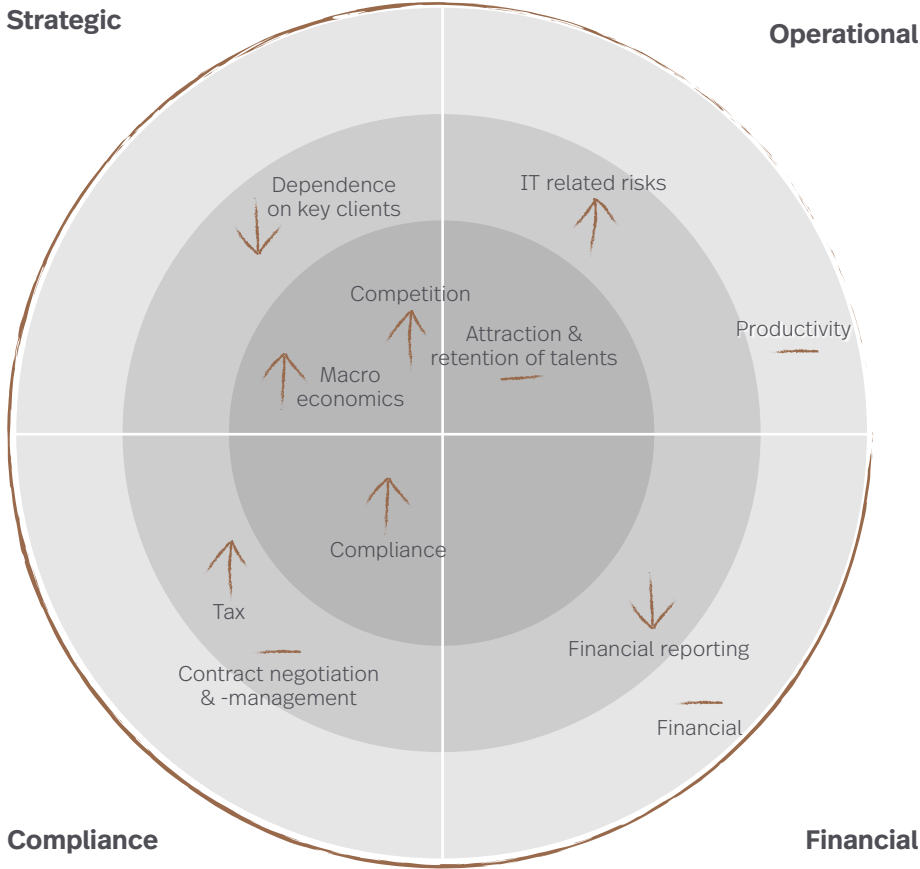 Strategic
Operational
Dependence
on key clients
IT related risks
Competition
Attraction &
retention of talents
Productivity
Macro
economics
Compliance
Tax
Contract negotiation
& -management
Financial reporting
Financial
Compliance
Financial